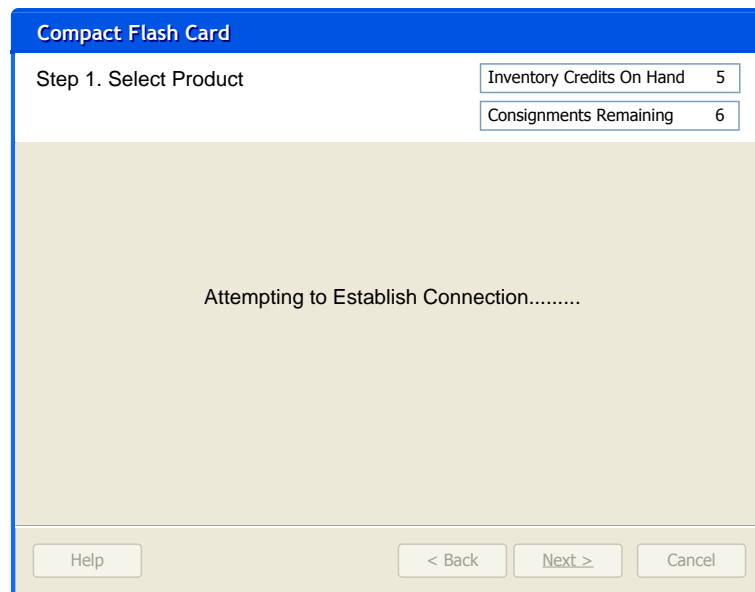 Compact Flash Card
Step 1. Select Product
Inventory Credits On Hand 5
Consignments Remaining 6
Attempting to Establish Connection.........
Help
< Back
Next >
Cancel